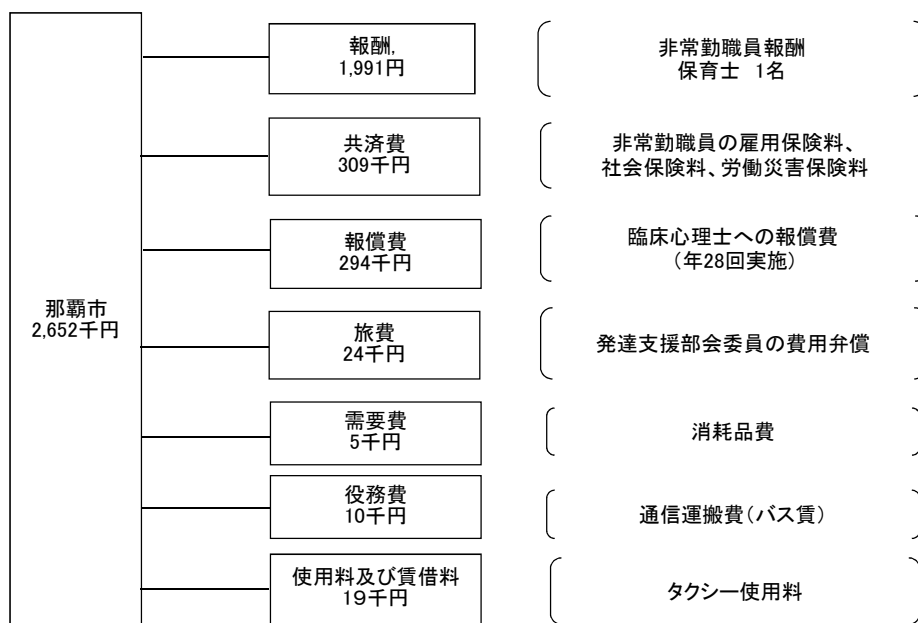 那覇市
2,652千円
報酬,
1,991円
非常勤職員報酬
保育士 1名
共済費
309千円
非常勤職員の雇用保険料、
社会保険料、労働災害保険料
報償費
294千円
臨床心理士への報償費
（年28回実施）
旅費
24千円
発達支援部会委員の費用弁償
需要費
5千円
消耗品費
役務費
10千円
通信運搬費（バス賃）
使用料及び賃借料
19千円
タクシー使用料